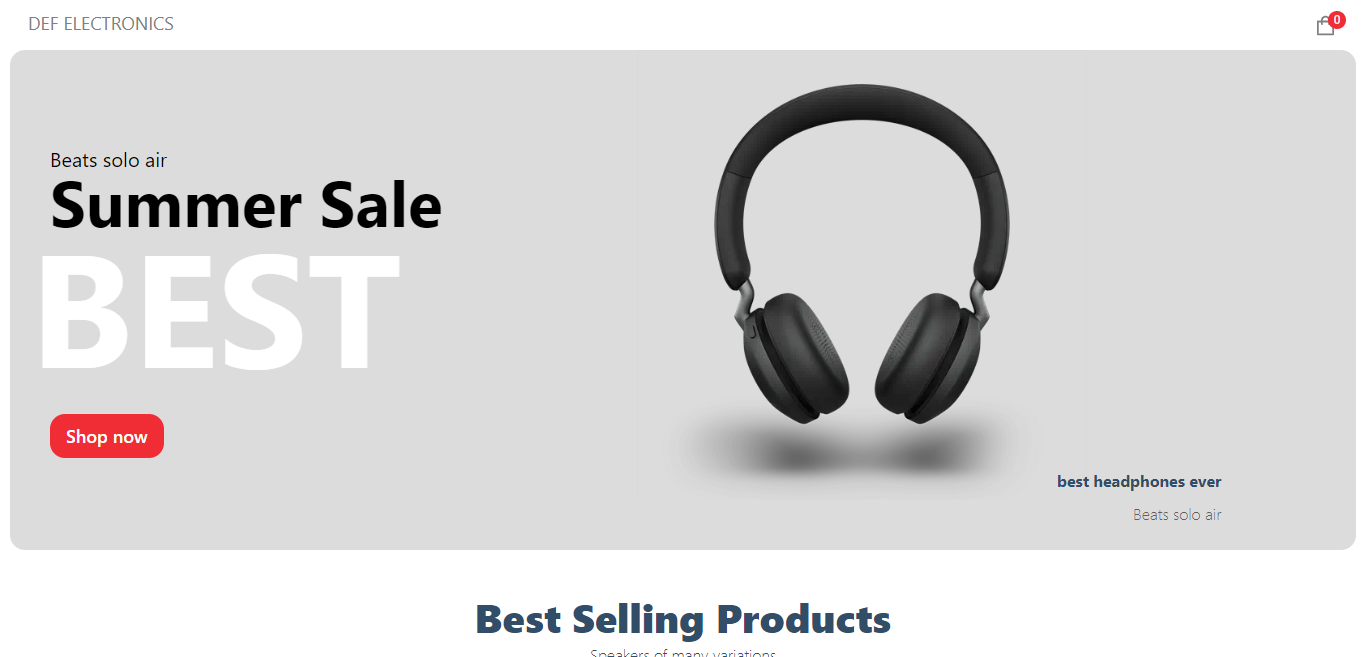 DEF ELECTRONICS
0
Beats solo air
Summer Sale
BEST
Shop now
best headphones ever
Beats solo air
Best Selling Products
Speakers of many variations